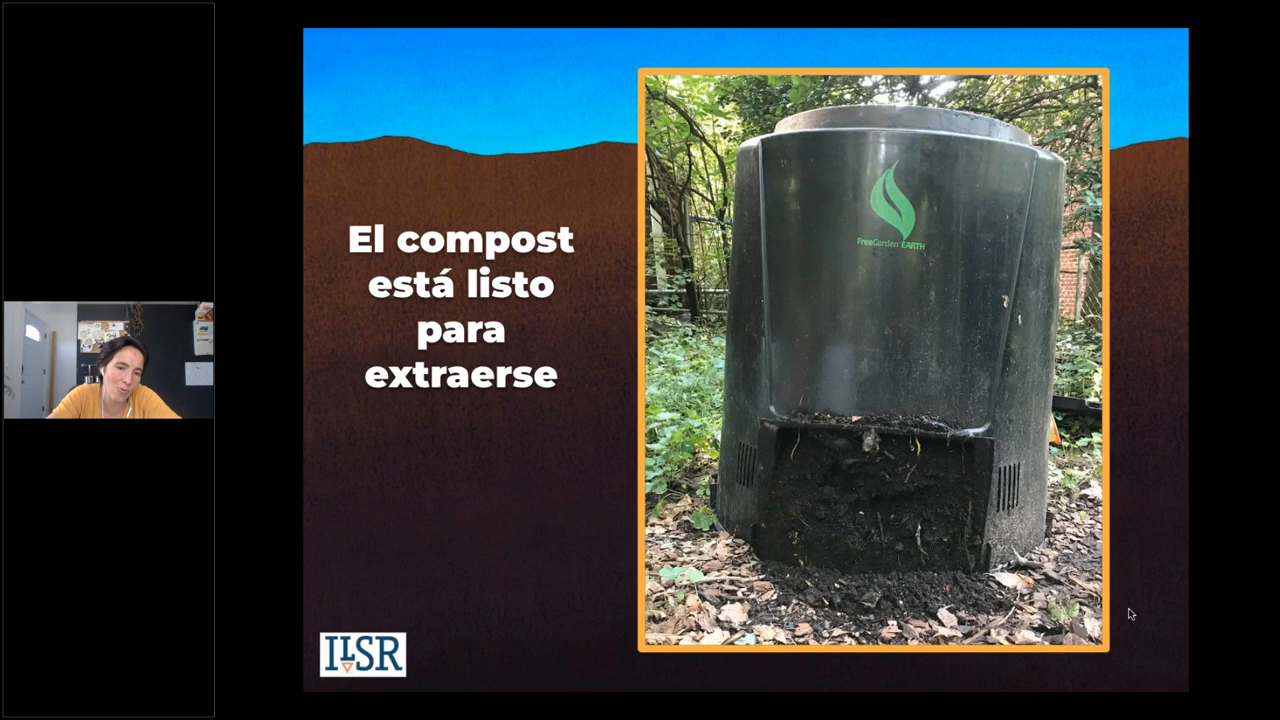 El compost
está listo
para
extraerse
FreeGarden EARTH
ILSR